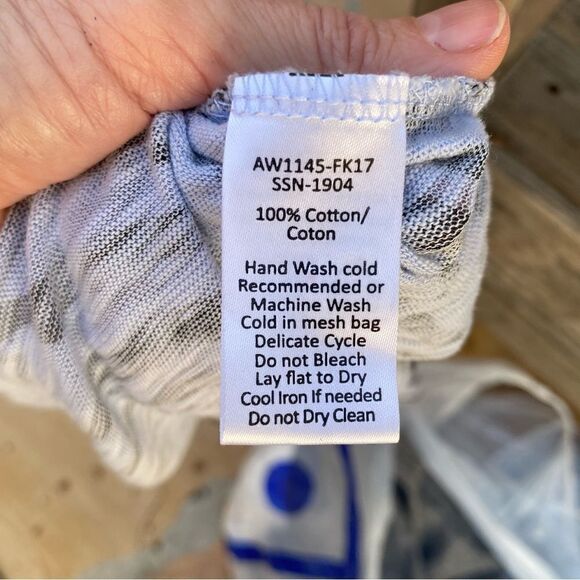 AW1145-FK17
SSN-1904
100% Cotton/
Coton
Hand Wash cold
Recommended or
Machine Wash
Cold in mesh bag
Delicate Cycle
Do not Bleach
Lay flat to Dry
Cool Iron If needed
Do not Dry Clean